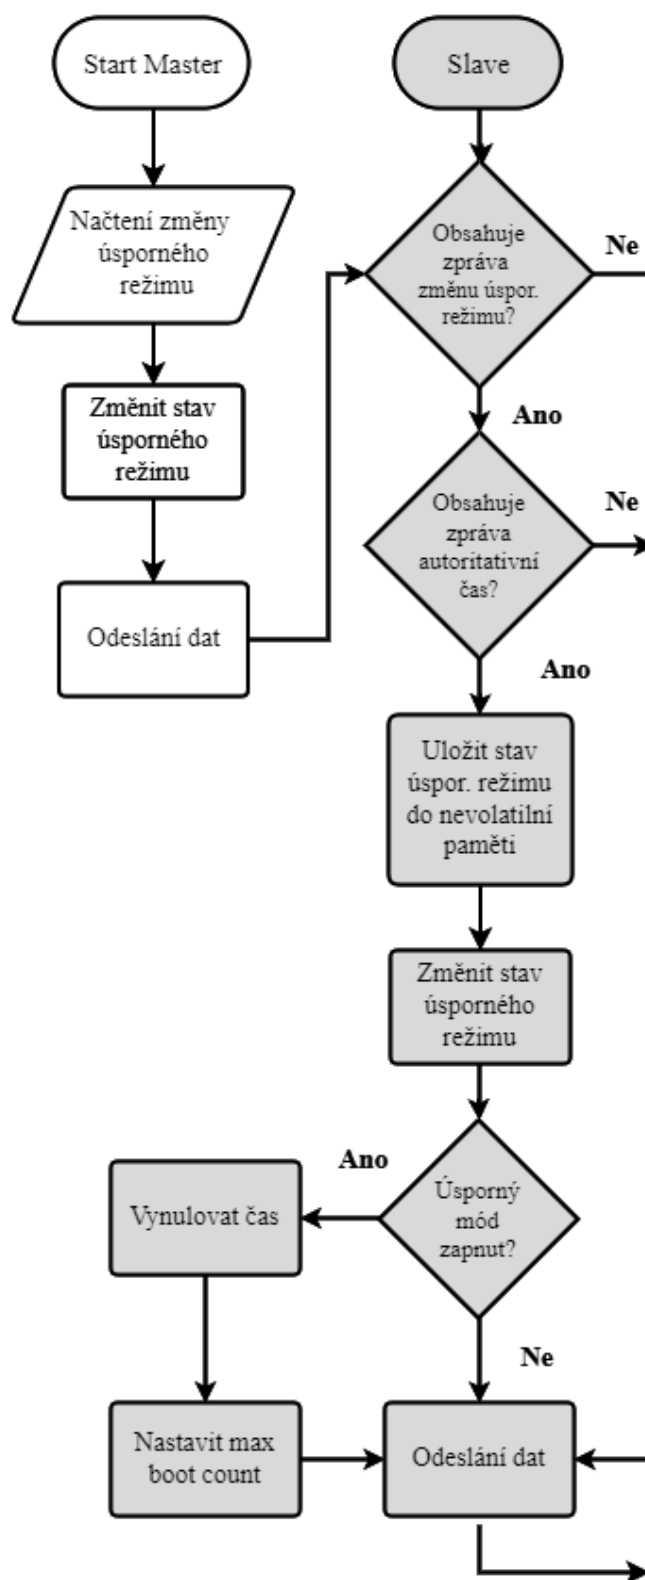 Start Master
Načtení změny
úsporného
režimu
Změnit stav
úsporného
režimu
Odeslání dat
Slave
Obsahuje
zpráva
změnu úspor.
režimu?
Ne
Ano
Obsahuje
zpráva
autoritativní
čas?
Ne
Ano
Uložit stav
úspor. režimu
do nevolatilní
paměti
Změnit stav
úsporného
režimu
Úsporný
mód
zapnut?
Ano
Vynulovat čas
Nastavit max
boot count
Ne
Odeslání dat